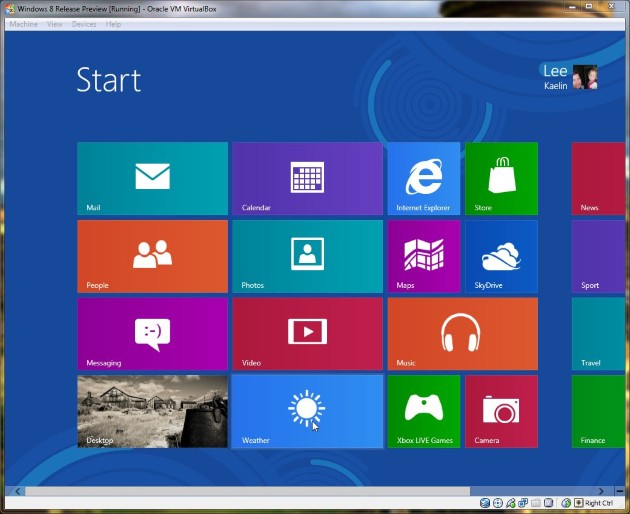 Windows 8 Release Preview [Running] - Oracle VM VirtualBox
Machine View Devices Help
Start
Lee
Kaelin
Mail
Calendar
Internet Explorer
Store
News
People
Photos
Maps
SkyDrive
Sport
Messaging
:-)
Video
Music
Travel
Desktop
Weather
Xbox LIVE Games
Camera
Finance
Right Ctrl